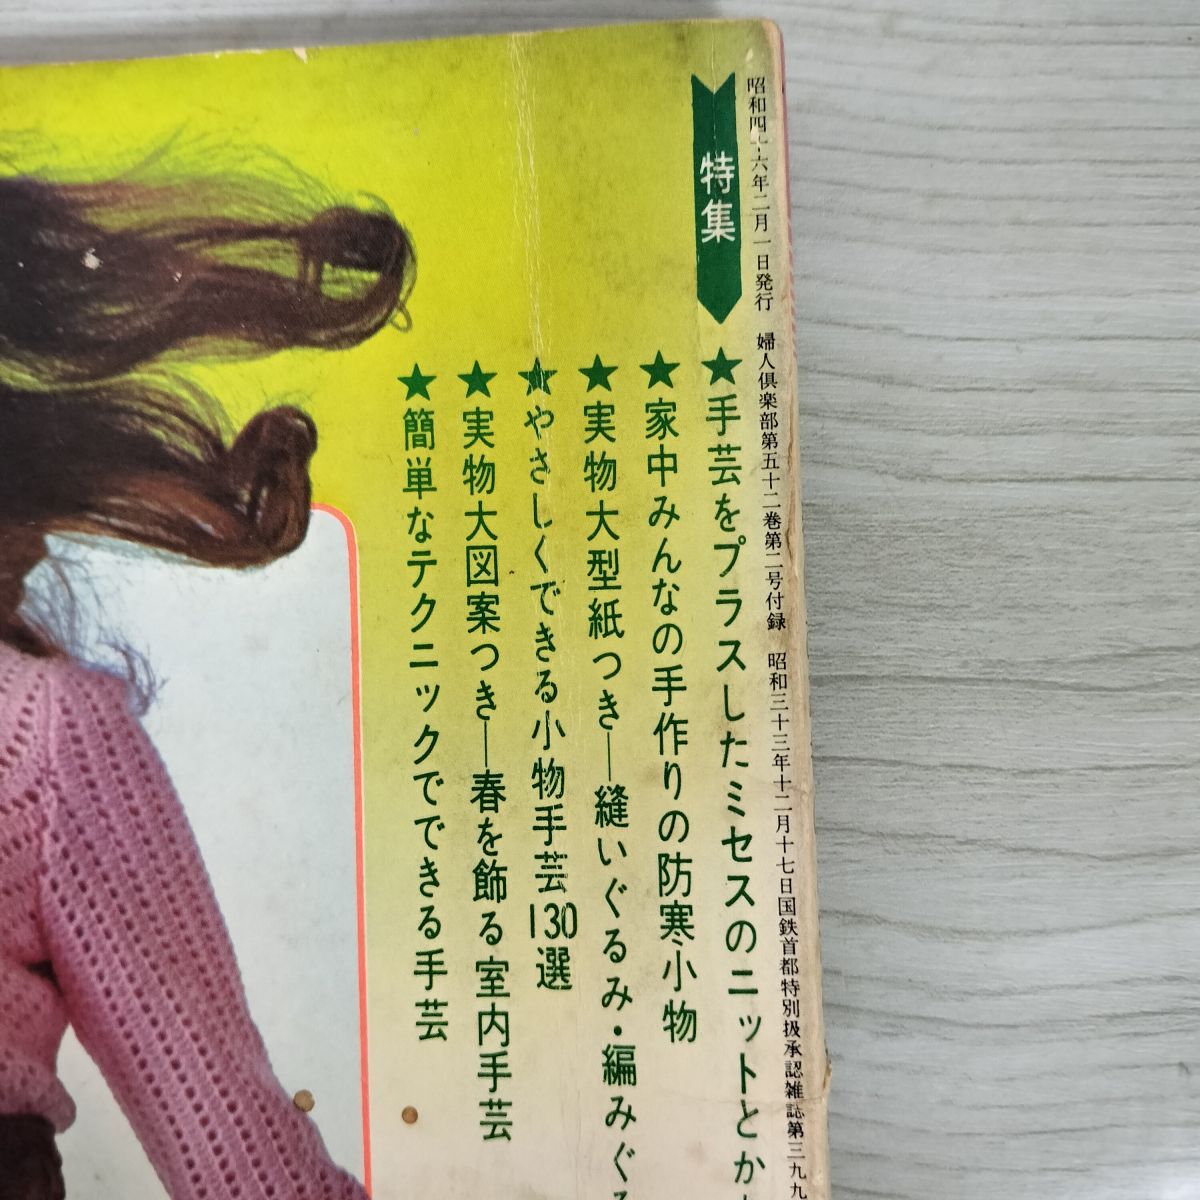 昭和四十六年二月一日発行 婦人倶楽部第五十二巻第二号付録 昭和三十三年十二月十七日国鉄首都特別扱承認雑誌第三九九
特集
★手芸をプラスしたミセスのニットとか
★家中みんなの手作りの防寒小物
★実物大型紙つき―縫いぐるみ・編みぐ
★やさしくできる小物手芸130選
★実物大図案つき―春を飾る室内手芸
★簡単なテクニックでできる手芸